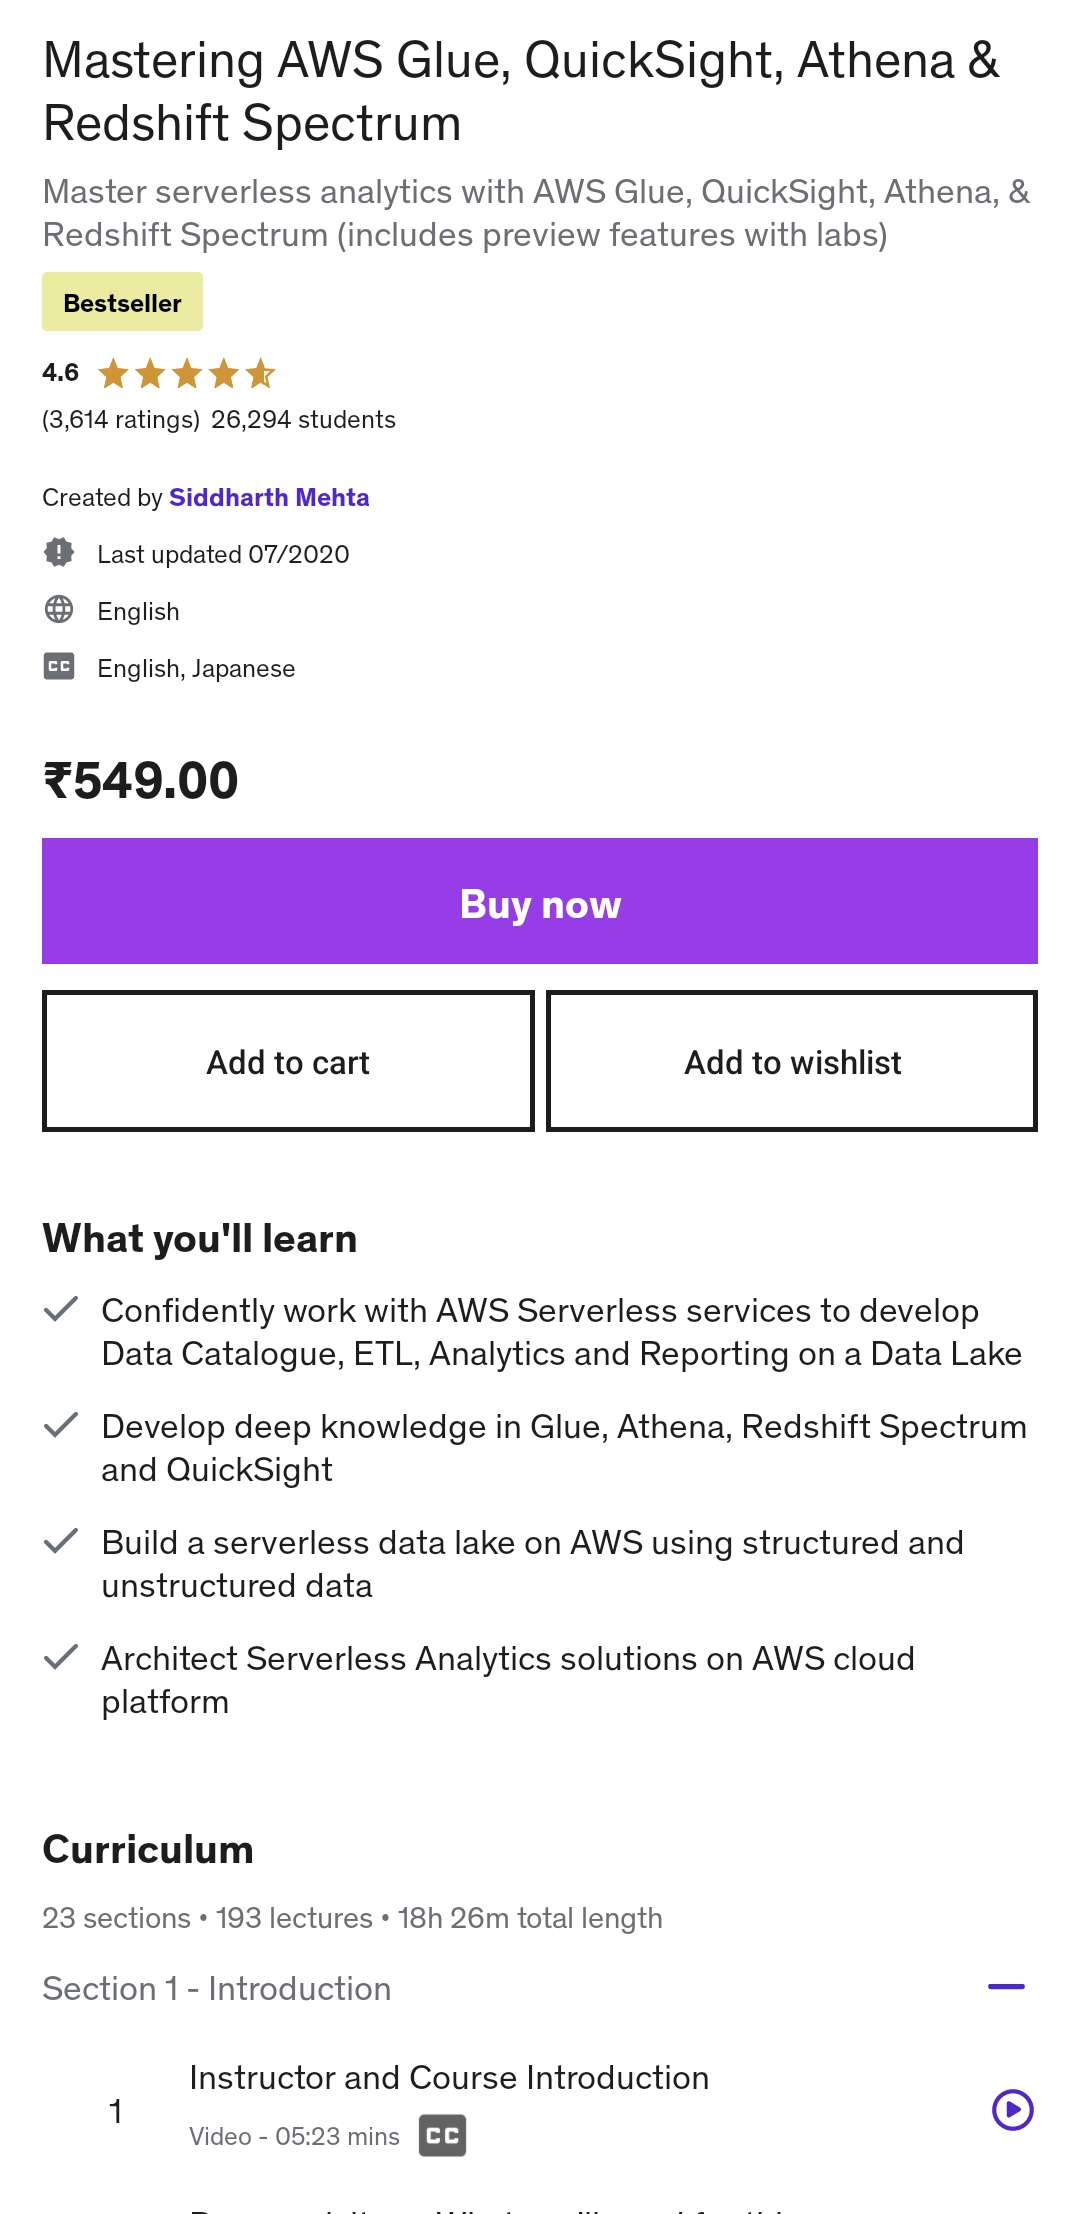 Mastering AWS Glue, QuickSight, Athena &
Redshift Spectrum
Master serverless analytics with AWS Glue, QuickSight, Athena, &
Redshift Spectrum (includes preview features with labs)
Bestseller
4.6
(3,614 ratings) 26,294 students
Created by Siddharth Mehta
Last updated 07/2020
English
CC English, Japanese
₹549.00
Buy now
Add to cart
Add to wishlist
What you'll learn
Confidently work with AWS Serverless services to develop
Data Catalogue, ETL, Analytics and Reporting on a Data Lake
Develop deep knowledge in Glue, Athena, Redshift Spectrum
and QuickSight
Build a serverless data lake on AWS using structured and
unstructured data
Architect Serverless Analytics solutions on AWS cloud
platform
Curriculum
23 sections • 193 lectures • 18h 26m total length
Section 1 - Introduction
Instructor and Course Introduction
1
Video - 05:23 mins CC